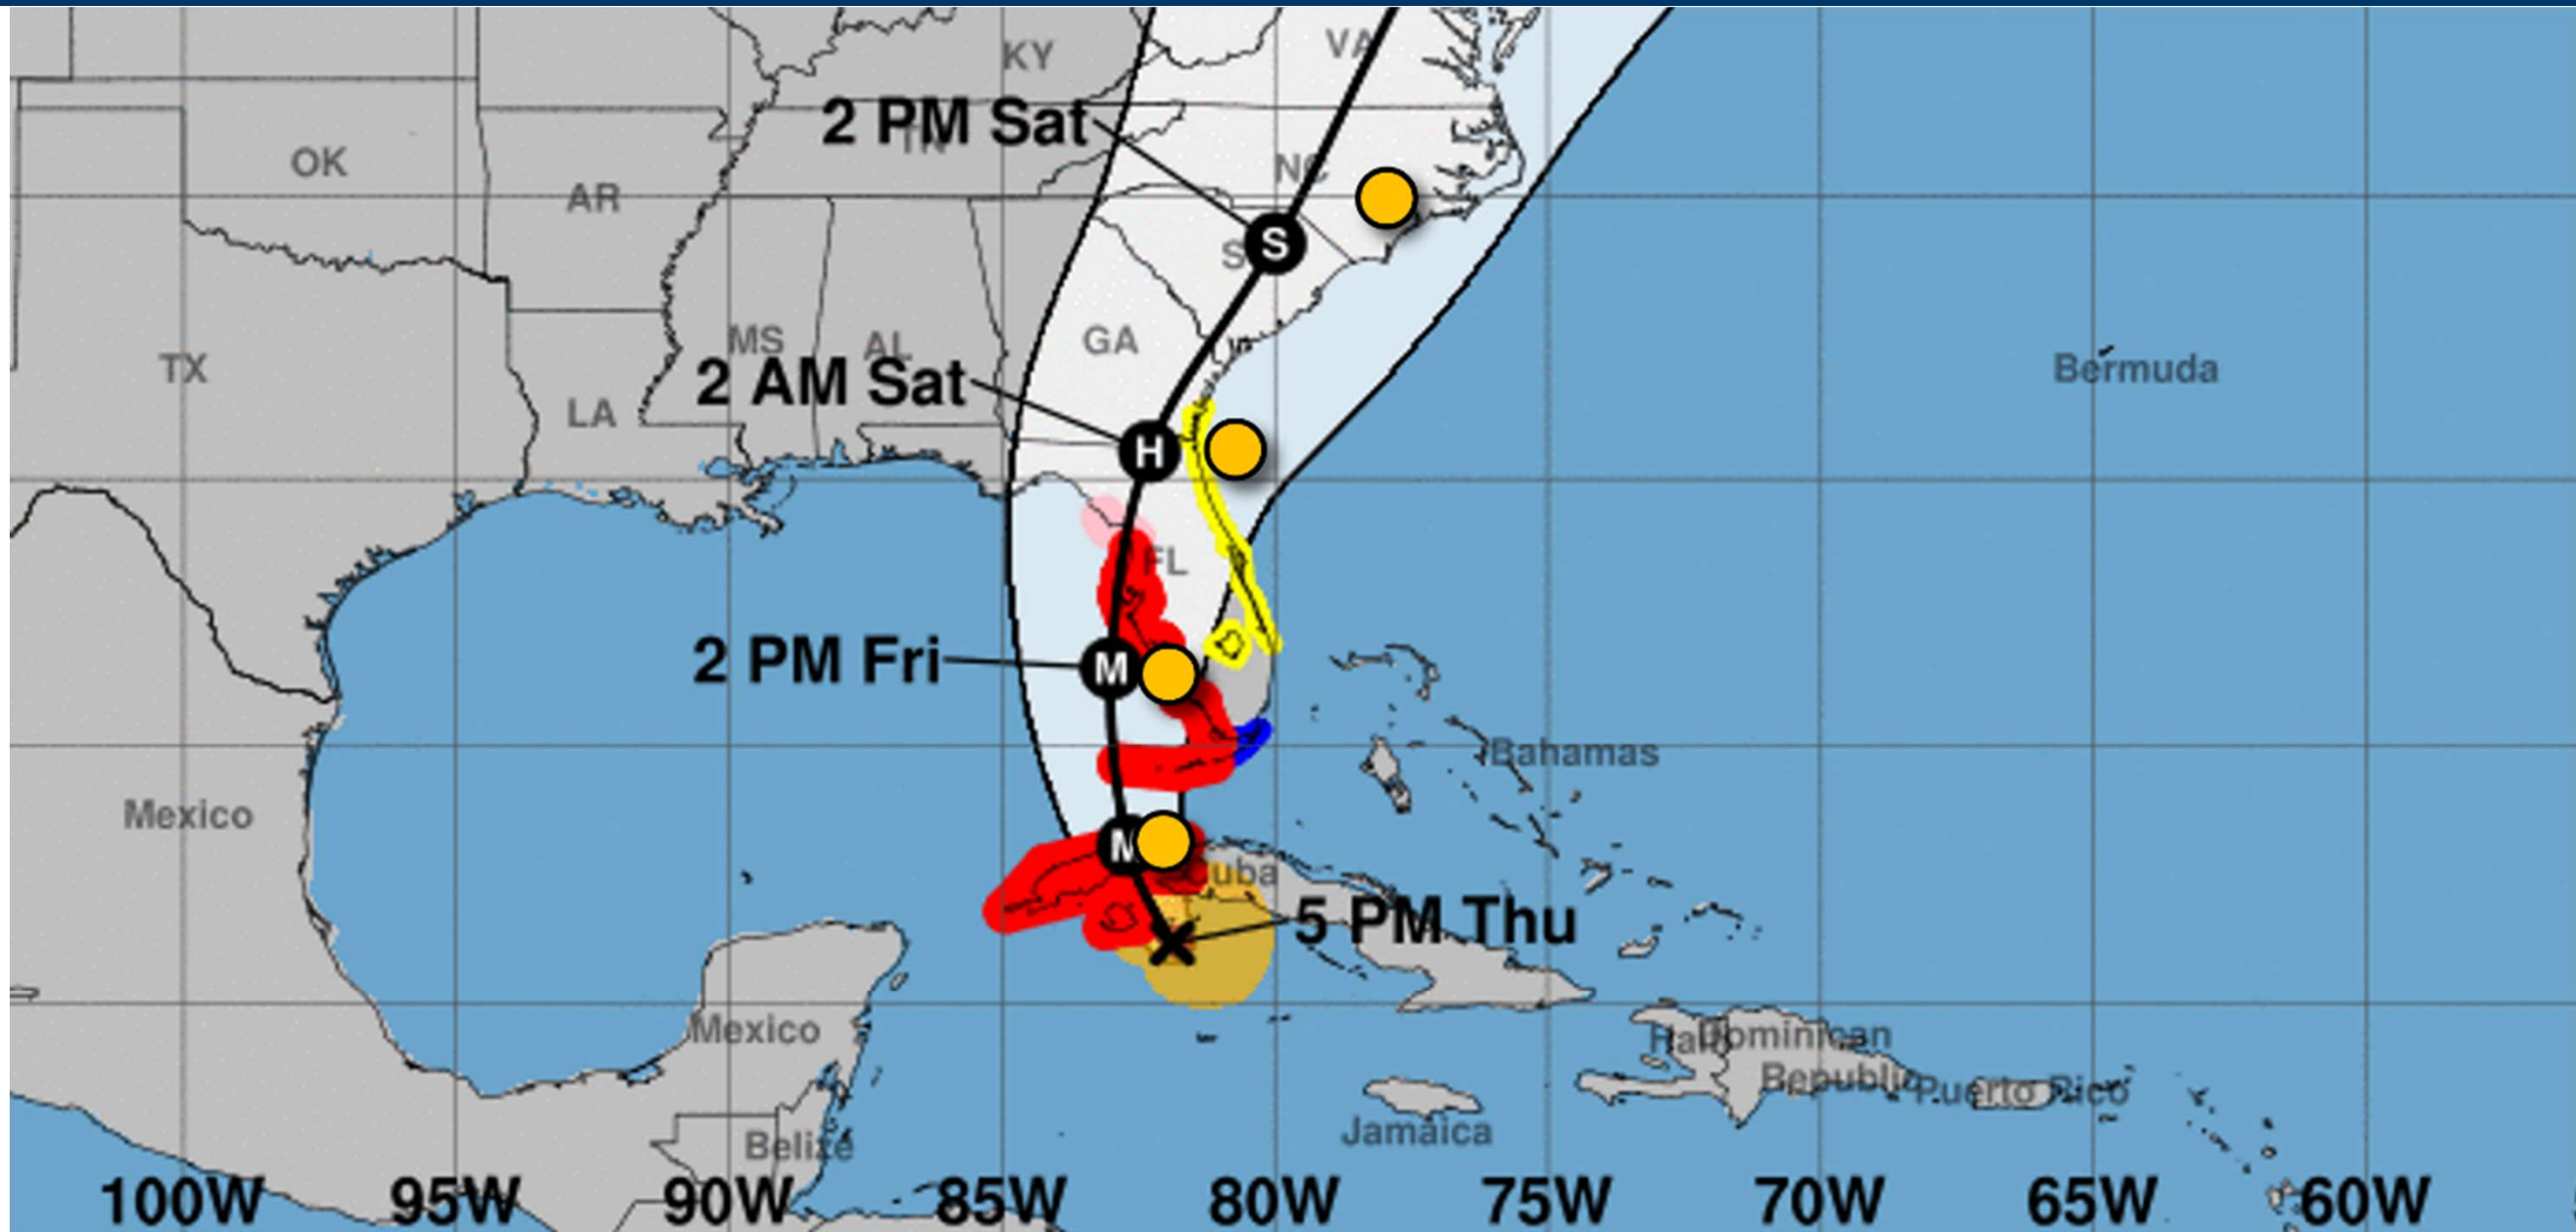 KY
VA
2 PM Sat
TN
OK
NC
AR
S
S
GA
MS
AL
TX
Bermuda
2 AM Sat
LA
H
FL
2 PM Fri
M
Bahamas
Mexico
M
Cuba
5 PM Thu
Mexico
Haiti
Dominican
Republic
Puerto Rico
Jamaica
Belize
100W 95W 90W 85W 80W 75W 70W 65W 60W